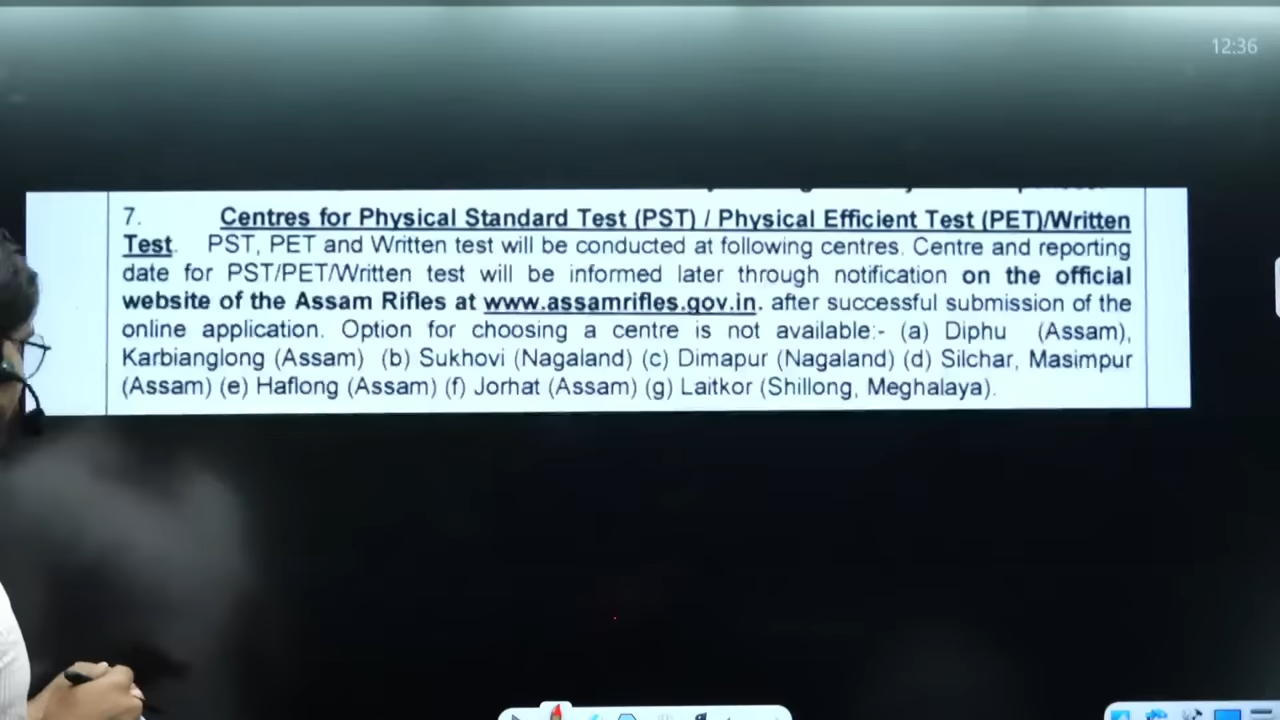 12:36
7. Centres for Physical Standard Test (PST) / Physical Efficient Test (PET)/Written
Test. PST, PET and Written test will be conducted at following centres. Centre and reporting
date for PST/PET/Written test will be informed later through notification on the official
website of the Assam Rifles at www.assamrifles.gov.in. after successful submission of the
online application. Option for choosing a centre is not available:- (a) Diphu (Assam),
Karbianglong (Assam) (b) Sukhovi (Nagaland) (c) Dimapur (Nagaland) (d) Silchar, Masimpur
(Assam) (e) Haflong (Assam) (f) Jorhat (Assam) (g) Laitkor (Shillong, Meghalaya).